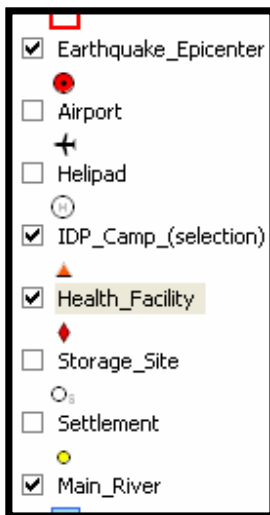 Earthquake_Epicenter
Airport
Helipad
H
IDP_Camp_(selection)
Health_Facility
Storage_Site
S
Settlement
Main_River